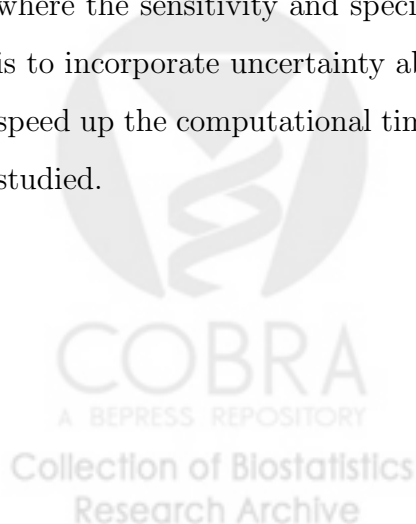 where the sensitivity and speci
is to incorporate uncertainty a
speed up the computational tim
studied.
COBRA
A BEPRESS REPOSITORY
Collection of Biostatistics
Research Archive